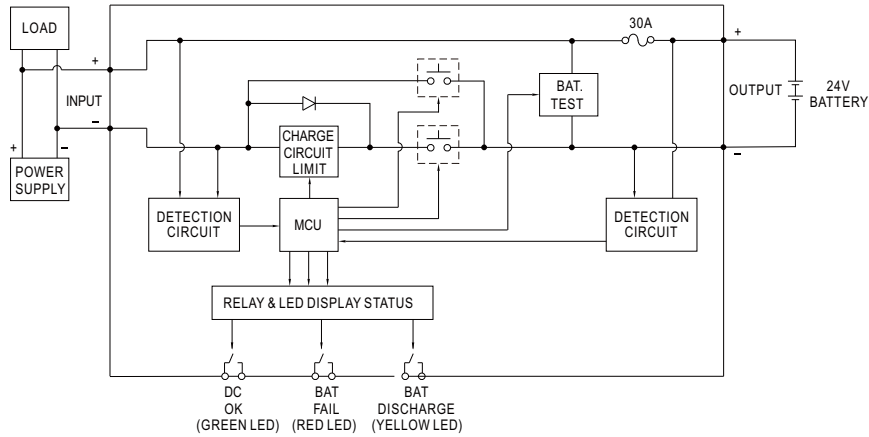 LOAD
30A
+
+
INPUT
−
+
−
POWER
SUPPLY
CHARGE
CIRCUIT
LIMIT
BAT.
TEST
OUTPUT
24V
BATTERY
−
DETECTION
CIRCUIT
MCU
DETECTION
CIRCUIT
RELAY & LED DISPLAY STATUS
DC
OK
(GREEN LED)
BAT
FAIL
(RED LED)
BAT
DISCHARGE
(YELLOW LED)